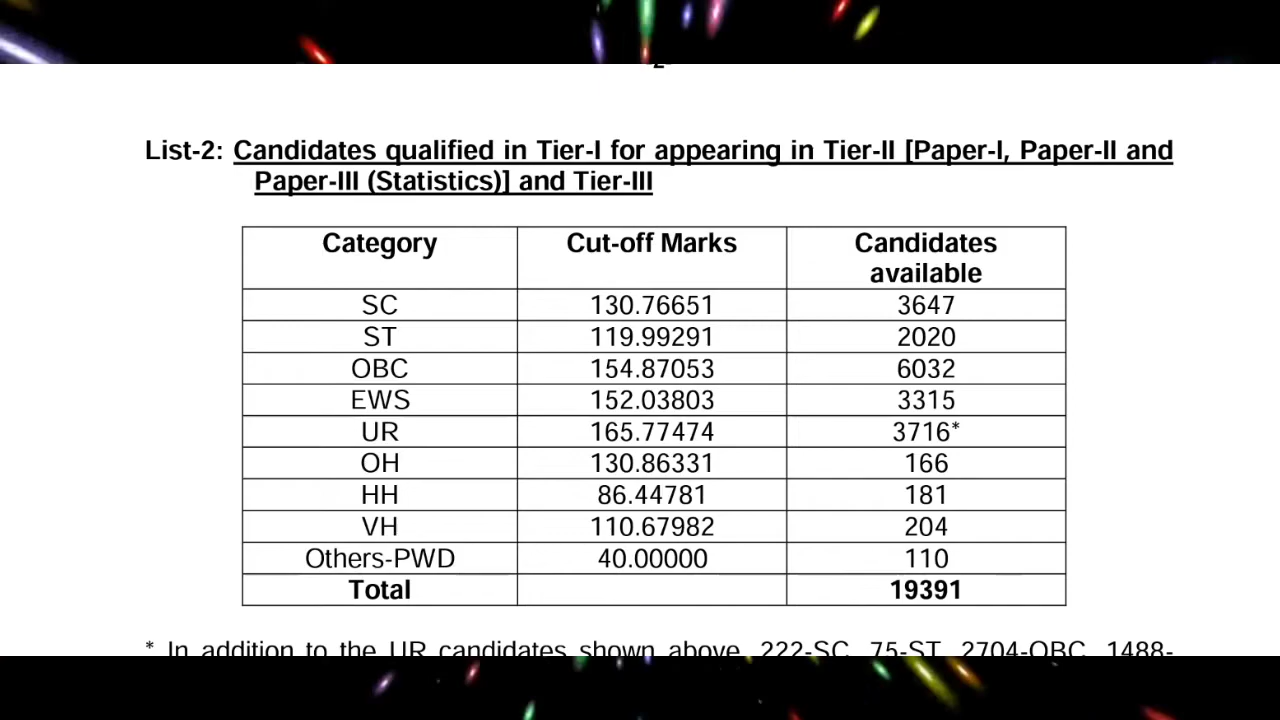 List-2: Candidates qualified in Tier-I for appearing in Tier-II [Paper-I, Paper-II and
Paper-III (Statistics)] and Tier-III
Category Cut-off Marks Candidates available
SC 130.76651 3647
ST 119.99291 2020
OBC 154.87053 6032
EWS 152.03803 3315
UR 165.77474 3716*
OH 130.86331 166
HH 86.44781 181
VH 110.67982 204
Others-PWD 40.00000 110
Total 19391
* In addition to the UR candidates shown above, 222-SC, 75-ST, 2704-OBC, 1488-